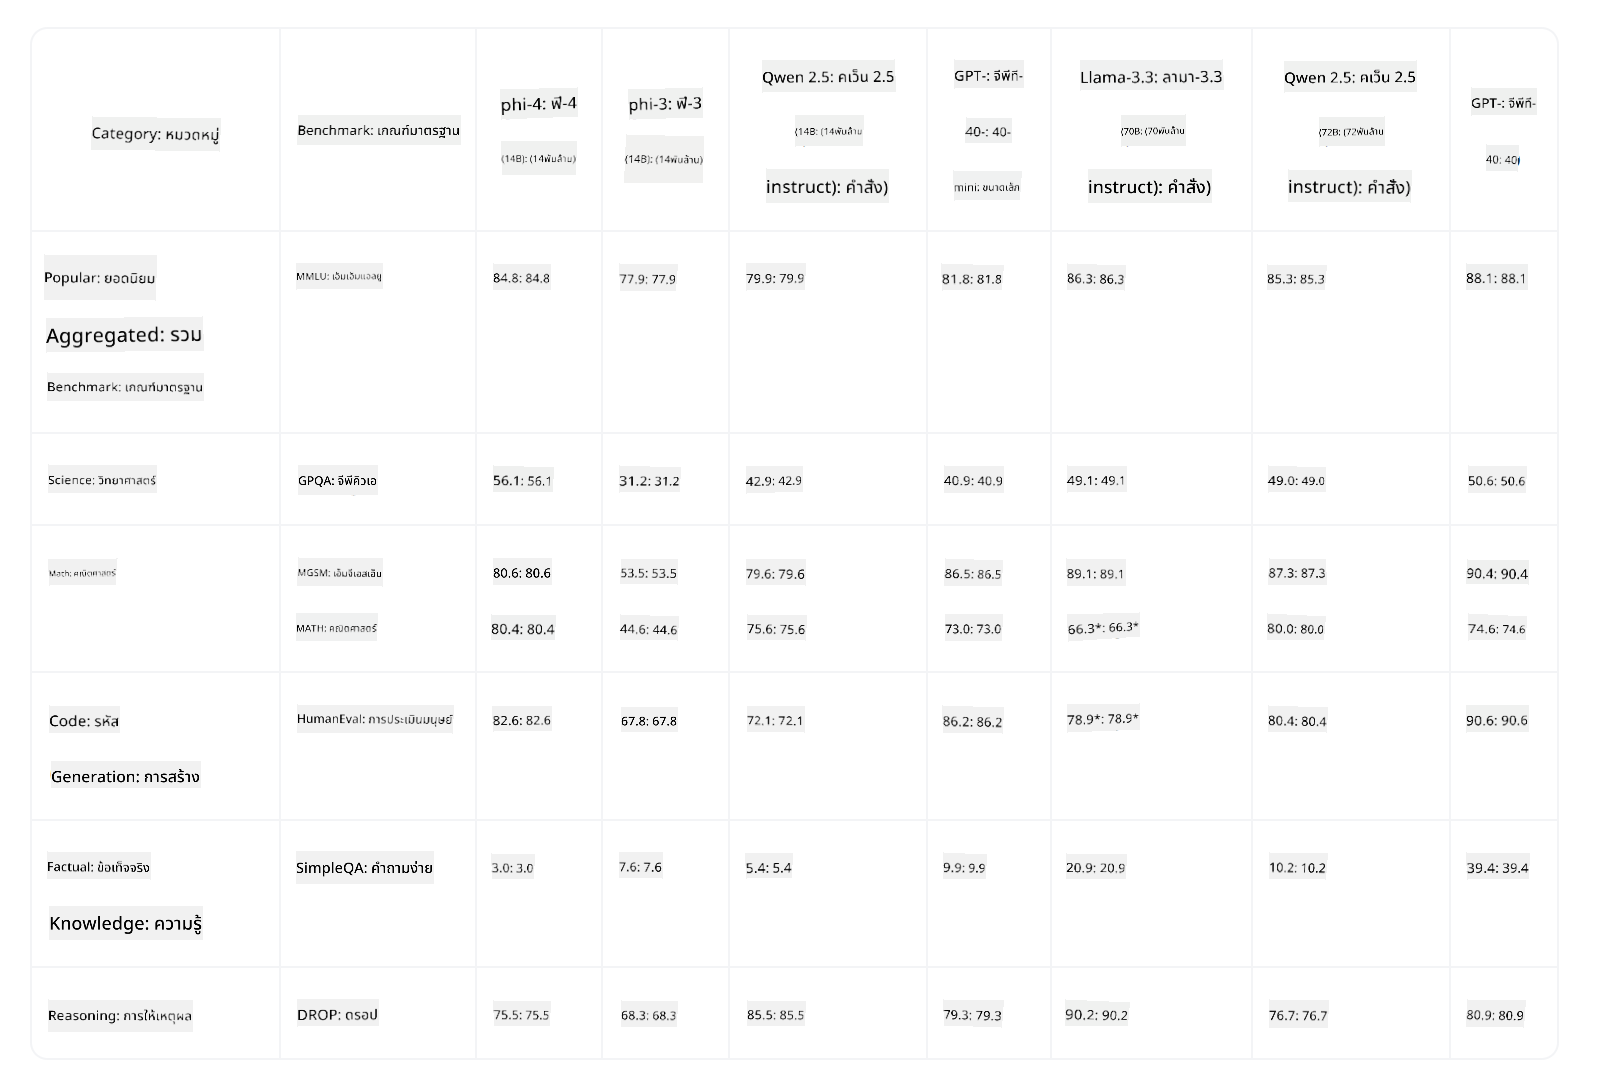 Category: หมวดหมู่
Benchmark: เกณฑ์มาตรฐาน
phi-4: ฟี-4
(14B): (14พันล้าน)
phi-3: ฟี-3
(14B): (14พันล้าน)
Qwen 2.5: คเว็น 2.5
(14B: (14พันล้าน
instruct): คำสั่ง)
GPT-: จีพีที-
40-: 40-
mini: ขนาดเล็ก
Llama-3.3: ลามา-3.3
(70B: (70พันล้าน
instruct): คำสั่ง)
Qwen 2.5: คเว็น 2.5
(72B: (72พันล้าน
instruct): คำสั่ง)
GPT-: จีพีที-
40: 40
Popular: ยอดนิยม
Aggregated: รวม
Benchmark: เกณฑ์มาตรฐาน
MMLU: เอ็มเอ็มแอลยู
84.8: 84.8
77.9: 77.9
79.9: 79.9
81.8: 81.8
86.3: 86.3
85.3: 85.3
88.1: 88.1
Science: วิทยาศาสตร์
GPQA: จีพีคิวเอ
56.1: 56.1
31.2: 31.2
42.9: 42.9
40.9: 40.9
49.1: 49.1
49.0: 49.0
50.6: 50.6
Math: คณิตศาสตร์
MGSM: เอ็มจีเอสเอ็ม
80.6: 80.6
53.5: 53.5
79.6: 79.6
86.5: 86.5
89.1: 89.1
87.3: 87.3
90.4: 90.4
MATH: คณิตศาสตร์
80.4: 80.4
44.6: 44.6
75.6: 75.6
73.0: 73.0
66.3*: 66.3*
80.0: 80.0
74.6: 74.6
Code: รหัส
Generation: การสร้าง
HumanEval: การประเมินมนุษย์
82.6: 82.6
67.8: 67.8
72.1: 72.1
86.2: 86.2
78.9*: 78.9*
80.4: 80.4
90.6: 90.6
Factual: ข้อเท็จจริง
Knowledge: ความรู้
SimpleQA: คำถามง่าย
3.0: 3.0
7.6: 7.6
5.4: 5.4
9.9: 9.9
20.9: 20.9
10.2: 10.2
39.4: 39.4
Reasoning: การให้เหตุผล
DROP: ดรอป
75.5: 75.5
68.3: 68.3
85.5: 85.5
79.3: 79.3
90.2: 90.2
76.7: 76.7
80.9: 80.9